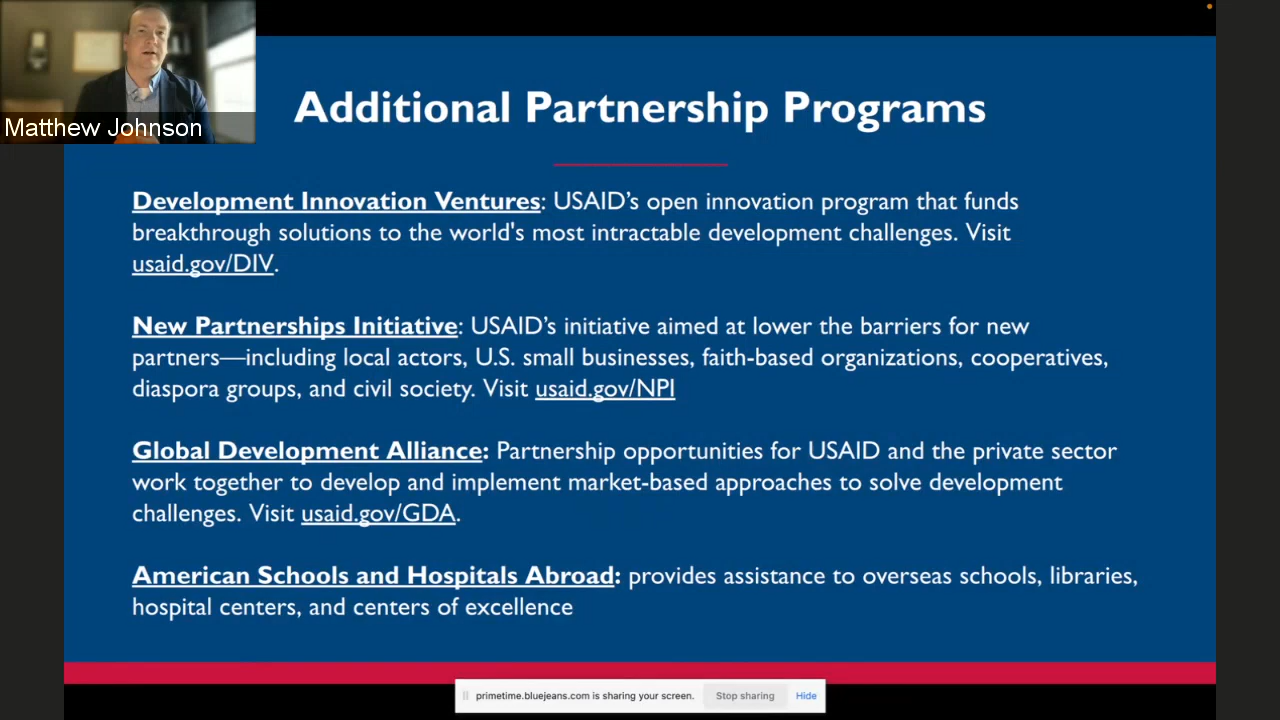 Matthew Johnson
Additional Partnership Programs
Development Innovation Ventures: USAID’s open innovation program that funds
breakthrough solutions to the world's most intractable development challenges. Visit
usaid.gov/DIV.
New Partnerships Initiative: USAID’s initiative aimed at lower the barriers for new
partners—including local actors, U.S. small businesses, faith-based organizations, cooperatives,
diaspora groups, and civil society. Visit usaid.gov/NPI
Global Development Alliance: Partnership opportunities for USAID and the private sector
work together to develop and implement market-based approaches to solve development
challenges. Visit usaid.gov/GDA.
American Schools and Hospitals Abroad: provides assistance to overseas schools, libraries,
hospital centers, and centers of excellence
primetime.bluejeans.com is sharing your screen. Stop sharing Hide